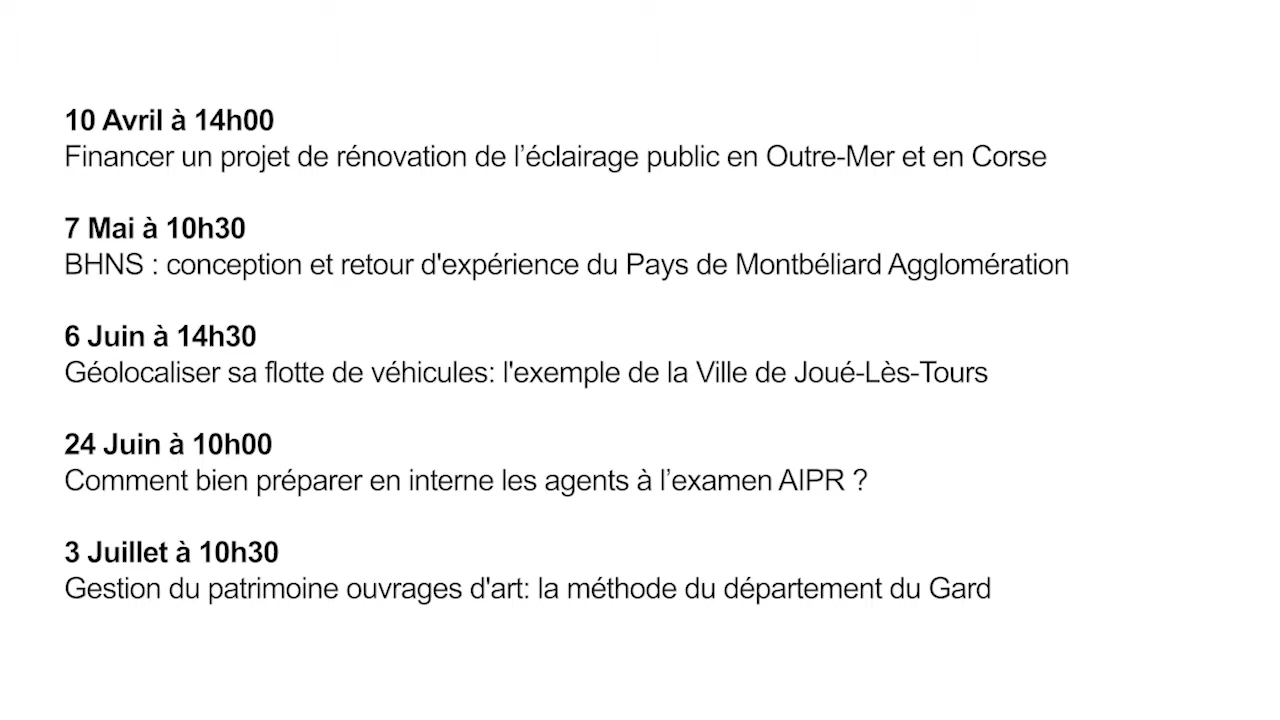 10 Avril à 14h00
Financer un projet de rénovation de l’éclairage public en Outre-Mer et en Corse
7 Mai à 10h30
BHNS : conception et retour d'expérience du Pays de Montbéliard Agglomération
6 Juin à 14h30
Géolocaliser sa flotte de véhicules: l'exemple de la Ville de Joué-Lès-Tours
24 Juin à 10h00
Comment bien préparer en interne les agents à l’examen AIPR ?
3 Juillet à 10h30
Gestion du patrimoine ouvrages d'art: la méthode du département du Gard